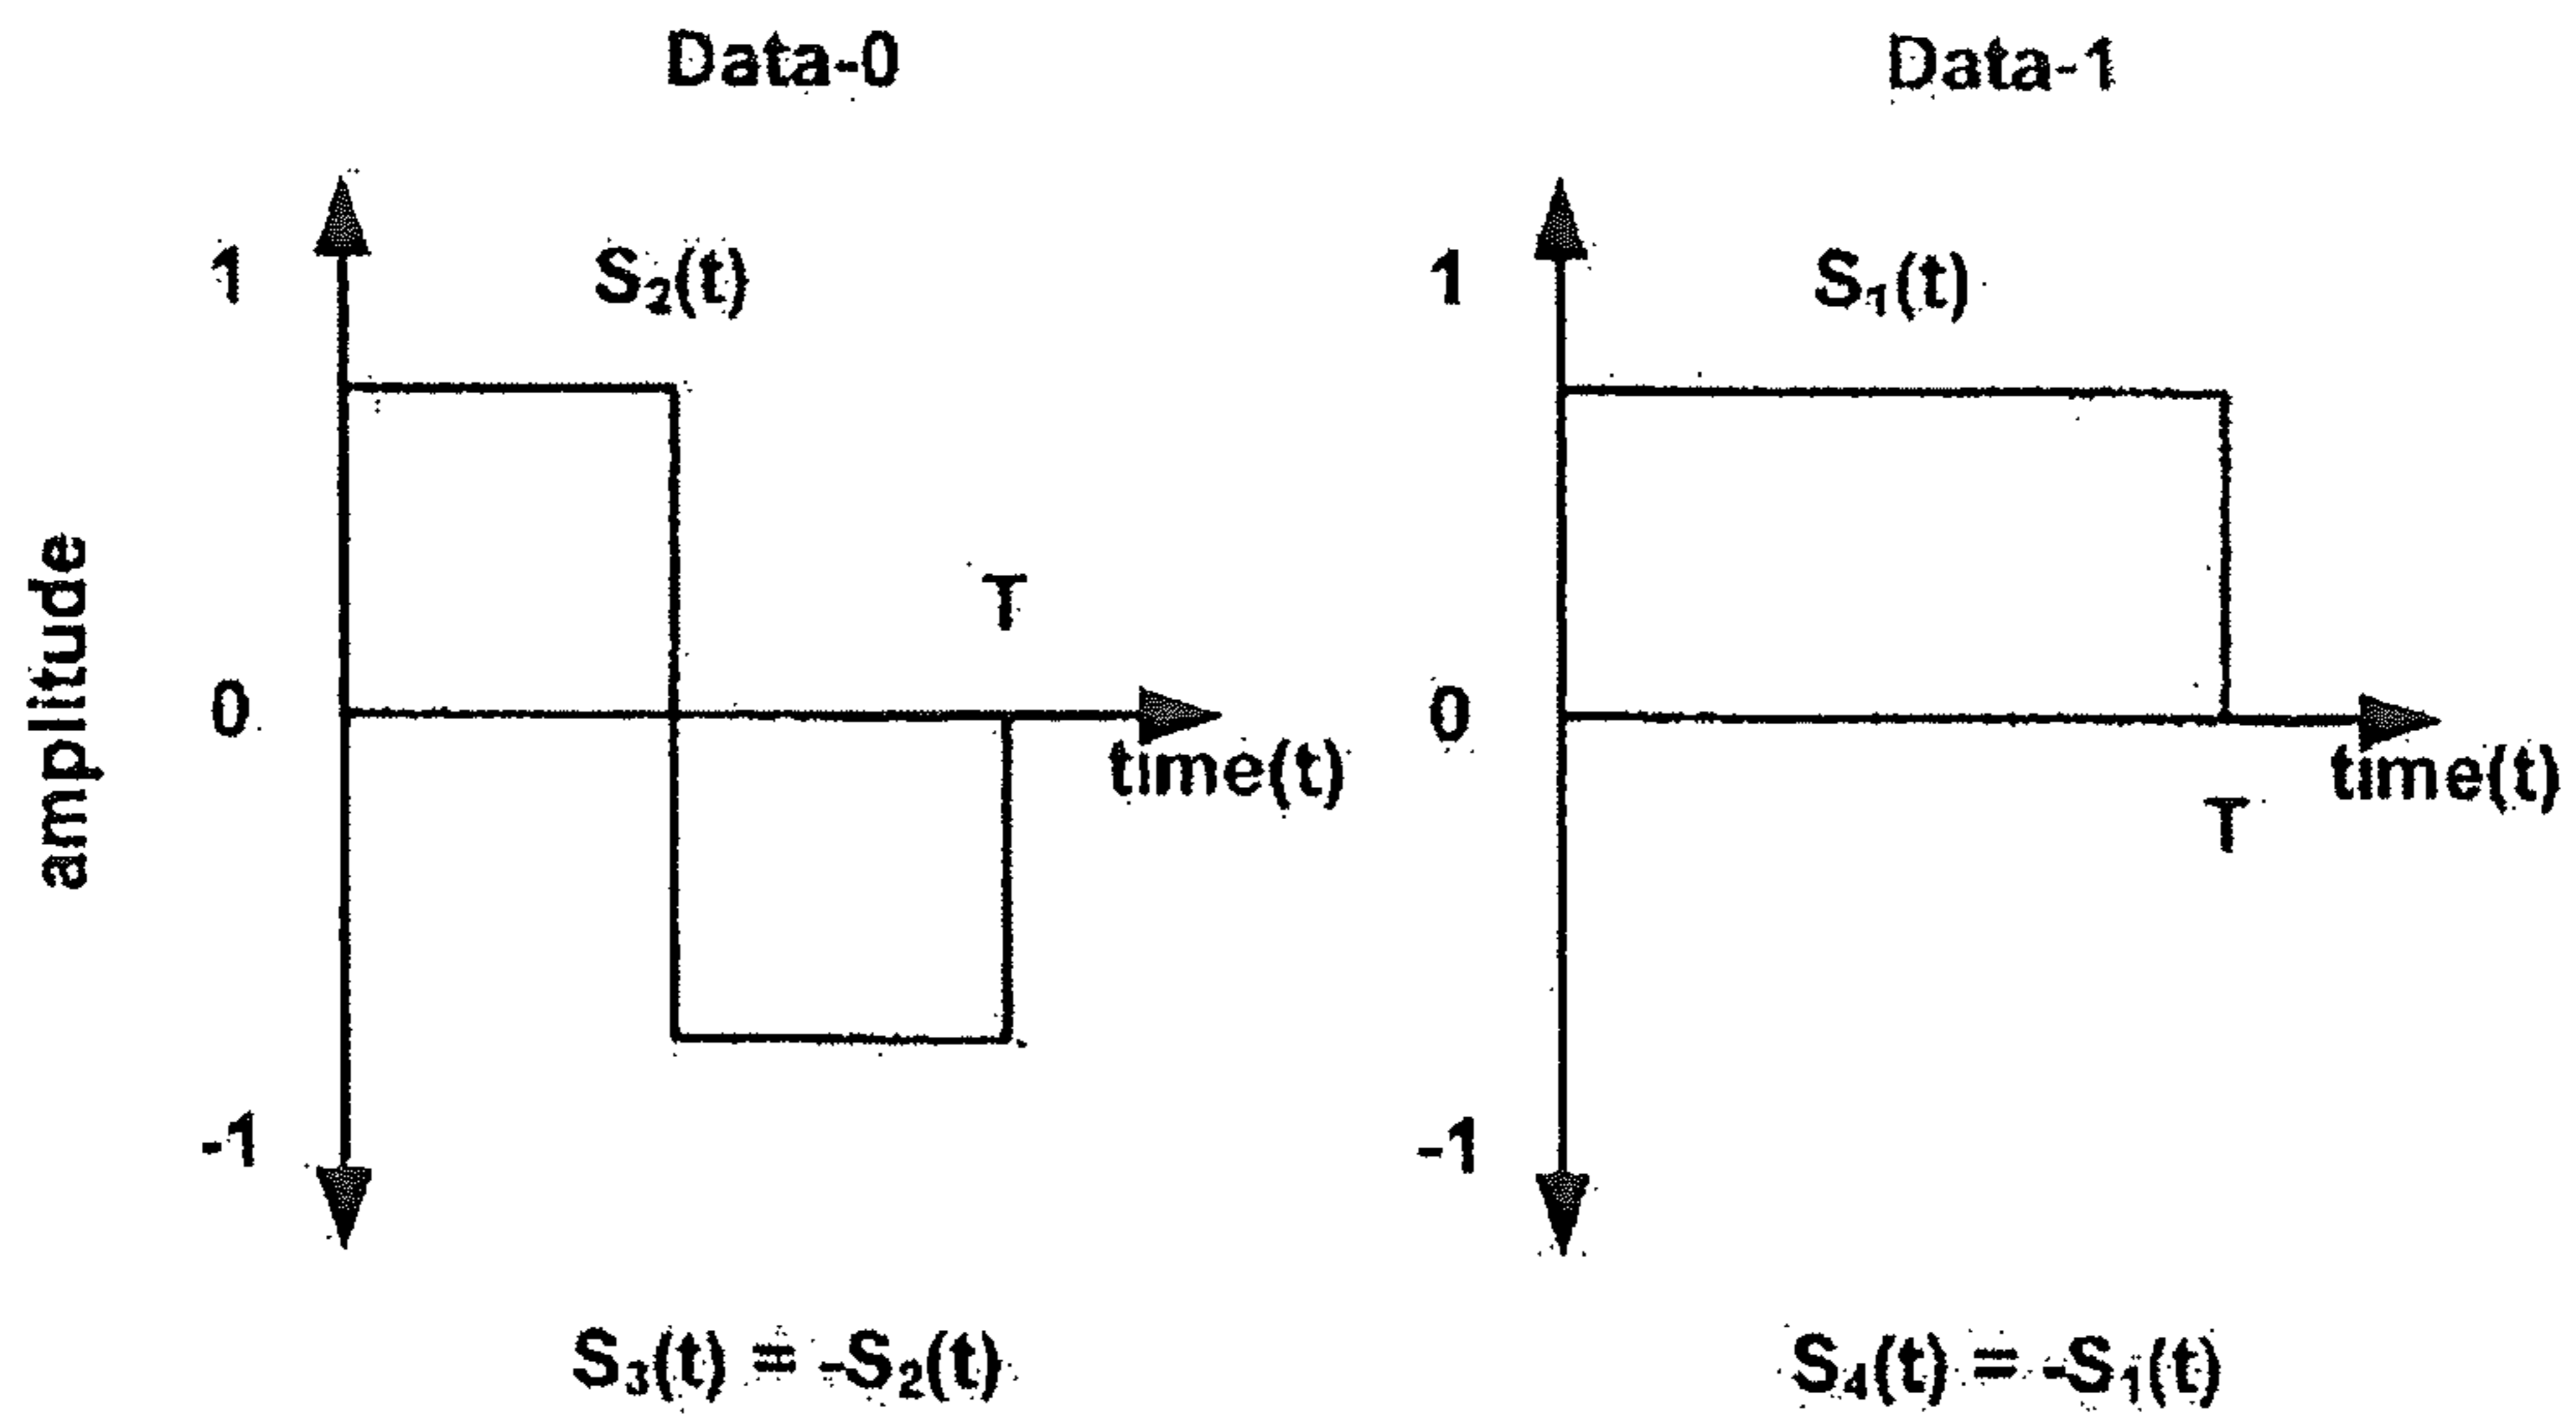 Data-0
1
S₂(t)
T
0
time(t)
amplitude
-1
S₃(t) = -S₂(t)
Data-1
1
S₁(t)
0
time(t)
T
-1
S₄(t) = -S₁(t)